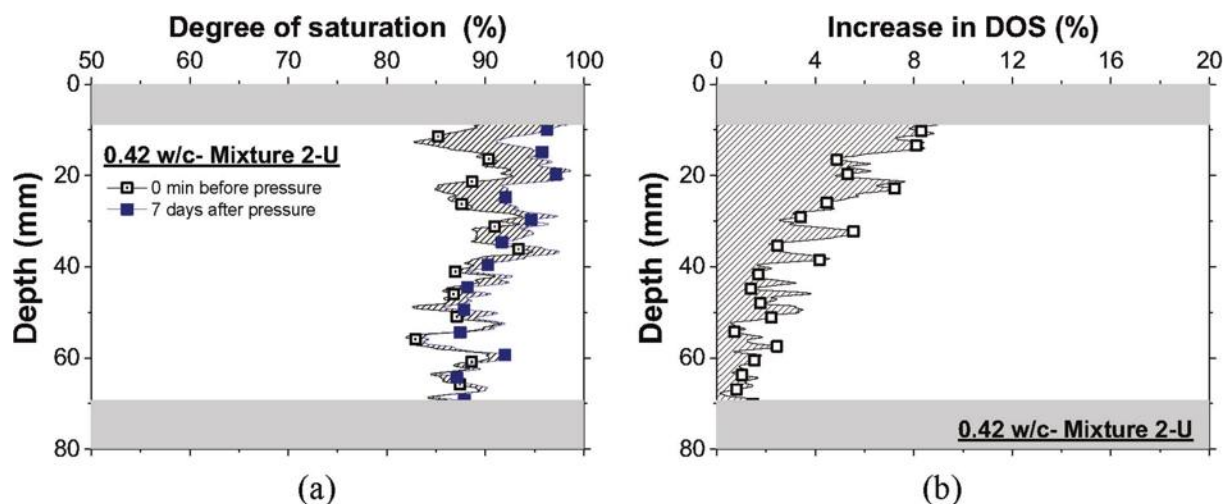 Degree of saturation (%)
50 60 70 80 90 100
0
20
40
60
80
Depth (mm)
0.42 w/c- Mixture 2-U
0 min before pressure
7 days after pressure
(a)
Increase in DOS (%)
0 4 8 12 16 20
0
20
40
60
80
Depth (mm)
0.42 w/c- Mixture 2-U
(b)